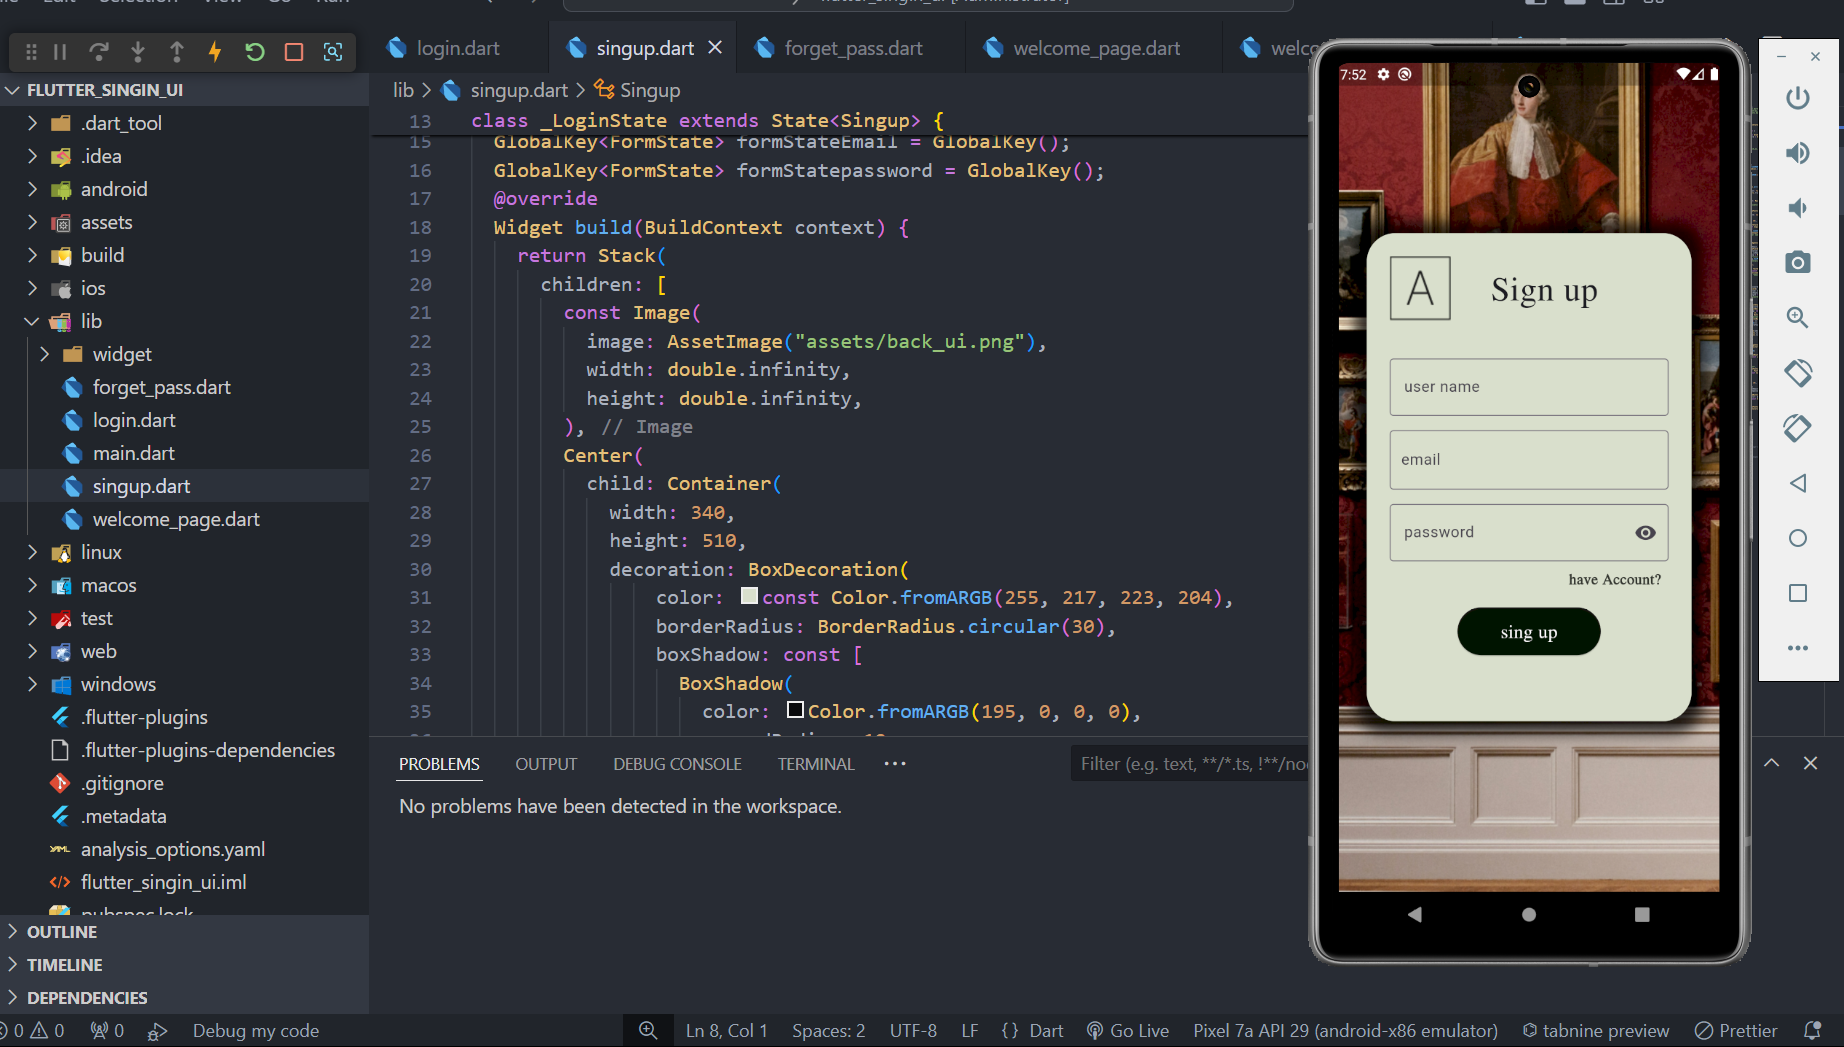 login.dart
singup.dart
forget_pass.dart
welcome_page.dart
FLUTTER_SINGIN_UI
.dart_tool
.idea
android
assets
build
ios
lib
widget
forget_pass.dart
login.dart
main.dart
singup.dart
welcome_page.dart
linux
macos
test
web
windows
.flutter-plugins
.flutter-plugins-dependencies
.gitignore
.metadata
analysis_options.yaml
flutter_singin_ui.iml
pubspec.lock
OUTLINE
TIMELINE
DEPENDENCIES
lib > singup.dart > Singup
13 class _LoginState extends State<Singup> {
15 GlobalKey<FormState> formStateEmail = GlobalKey();
16 GlobalKey<FormState> formStatepassword = GlobalKey();
17 @override
18 Widget build(BuildContext context) {
19 return Stack(
20 children: [
21 const Image(
22 image: AssetImage("assets/back_ui.png"),
23 width: double.infinity,
24 height: double.infinity,
25 ), // Image
26 Center(
27 child: Container(
28 width: 340,
29 height: 510,
30 decoration: BoxDecoration(
31 color: const Color.fromARGB(255, 217, 223, 204),
32 borderRadius: BorderRadius.circular(30),
33 boxShadow: const [
34 BoxShadow(
35 color: Color.fromARGB(195, 0, 0, 0),
PROBLEMS OUTPUT DEBUG CONSOLE TERMINAL ...
Filter (e.g. text, **/*.ts, !**/no
No problems have been detected in the workspace.
7:52
A
Sign up
user name
email
password
have Account?
sing up
0 0 0 Debug my code Ln 8, Col 1 Spaces: 2 UTF-8 LF {} Dart Go Live Pixel 7a API 29 (android-x86 emulator) tabnine preview Prettier